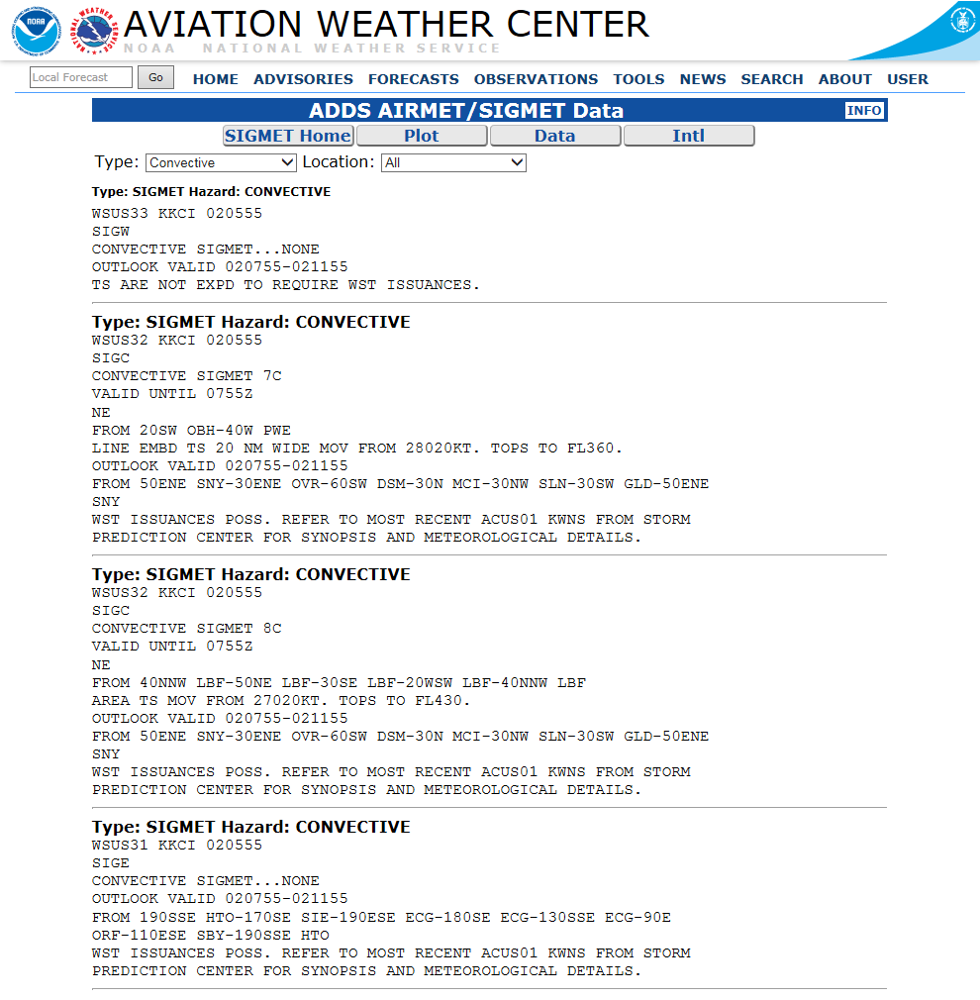 AVIATION WEATHER CENTER
NOAA NATIONAL WEATHER SERVICE
Local Forecast Go HOME ADVISORIES FORECASTS OBSERVATIONS TOOLS NEWS SEARCH ABOUT USER
ADDS AIRMET/SIGMET Data INFO
SIGMET Home Plot Data Intl
Type: Convective Location: All
Type: SIGMET Hazard: CONVECTIVE
WSUS33 KKCI 020555
SIGW
CONVECTIVE SIGMET...NONE
OUTLOOK VALID 020755-021155
TS ARE NOT EXPD TO REQUIRE WST ISSUANCES.
Type: SIGMET Hazard: CONVECTIVE
WSUS32 KKCI 020555
SIGC
CONVECTIVE SIGMET 7C
VALID UNTIL 0755Z
NE
FROM 20SW OBH-40W PWE
LINE EMBD TS 20 NM WIDE MOV FROM 28020KT. TOPS TO FL360.
OUTLOOK VALID 020755-021155
FROM 50ENE SNY-30ENE OVR-60SW DSM-30N MCI-30NW SLN-30SW GLD-50ENE
SNY
WST ISSUANCES POSS. REFER TO MOST RECENT ACUS01 KWNS FROM STORM
PREDICTION CENTER FOR SYNOPSIS AND METEOROLOGICAL DETAILS.
Type: SIGMET Hazard: CONVECTIVE
WSUS32 KKCI 020555
SIGC
CONVECTIVE SIGMET 8C
VALID UNTIL 0755Z
NE
FROM 40NNW LBF-50NE LBF-30SE LBF-20WSW LBF-40NNW LBF
AREA TS MOV FROM 27020KT. TOPS TO FL430.
OUTLOOK VALID 020755-021155
FROM 50ENE SNY-30ENE OVR-60SW DSM-30N MCI-30NW SLN-30SW GLD-50ENE
SNY
WST ISSUANCES POSS. REFER TO MOST RECENT ACUS01 KWNS FROM STORM
PREDICTION CENTER FOR SYNOPSIS AND METEOROLOGICAL DETAILS.
Type: SIGMET Hazard: CONVECTIVE
WSUS31 KKCI 020555
SIGE
CONVECTIVE SIGMET...NONE
OUTLOOK VALID 020755-021155
FROM 190SSE HTO-170SE SIE-190ESE ECG-180SE ECG-130SSE ECG-90E
ORF-110ESE SBY-190SSE HTO
WST ISSUANCES POSS. REFER TO MOST RECENT ACUS01 KWNS FROM STORM
PREDICTION CENTER FOR SYNOPSIS AND METEOROLOGICAL DETAILS.